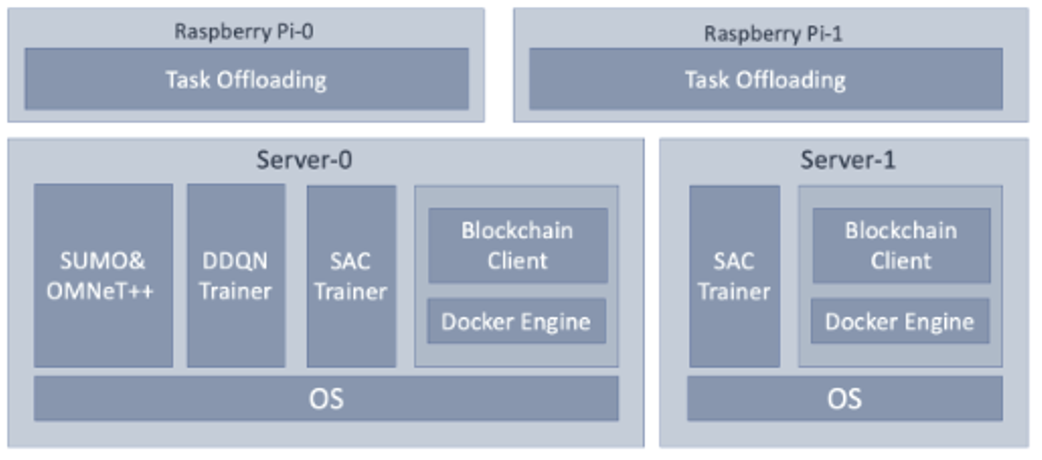 Raspberry Pi-0
Task Offloading
Raspberry Pi-1
Task Offloading
Server-0
SUMO&
OMNeT++
DDQN
Trainer
SAC
Trainer
Blockchain
Client
Docker Engine
OS
Server-1
SAC
Trainer
Blockchain
Client
Docker Engine
OS